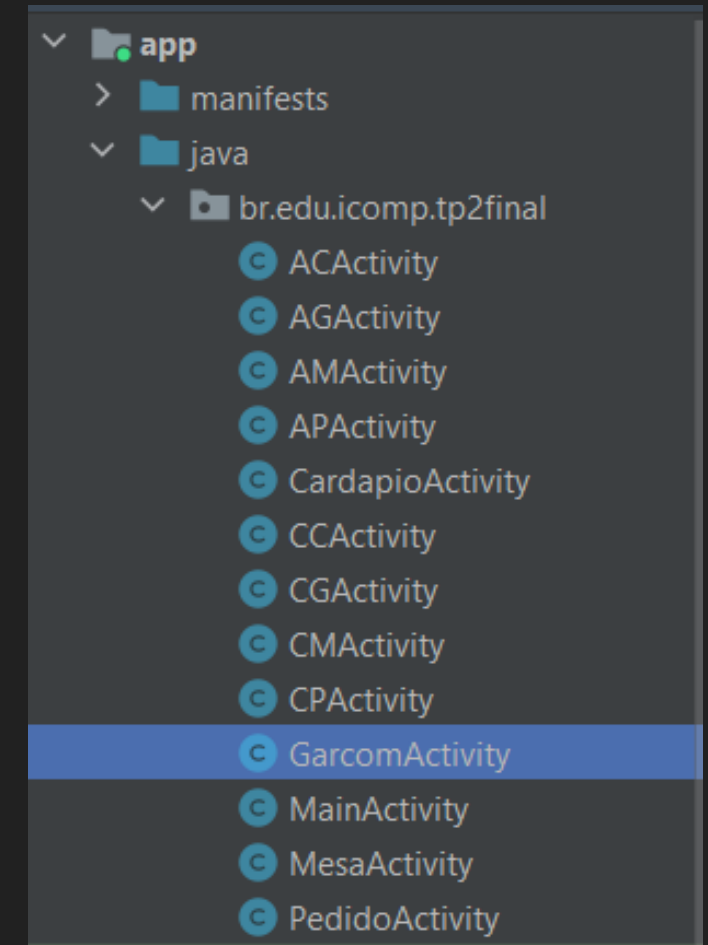 app
manifests
java
br.edu.icomp.tp2final
C ACActivity
C AGActivity
C AMActivity
C APActivity
C CardapioActivity
C CCActivity
C CGActivity
C CMActivity
C CPActivity
C GarcomActivity
C MainActivity
C MesaActivity
C PedidoActivity